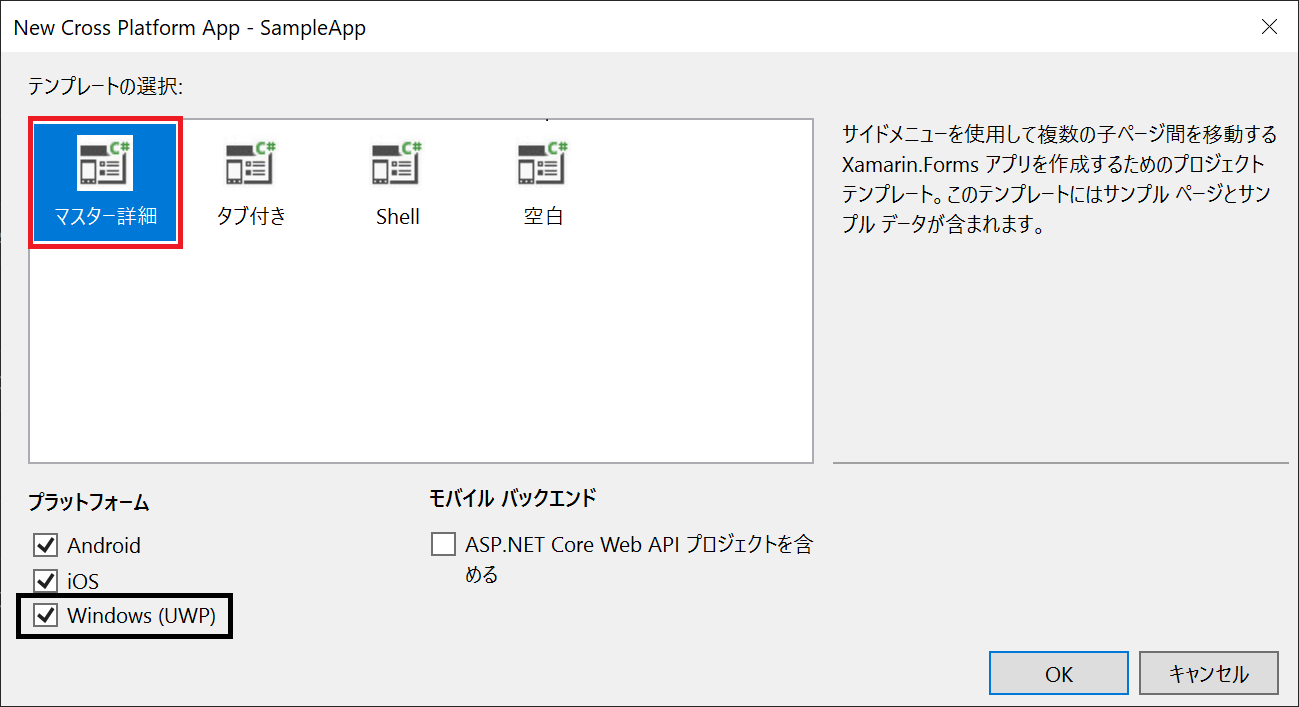 New Cross Platform App - SampleApp
テンプレートの選択:
C# C# C# C#
マスター詳細 タブ付き Shell 空白
サイドメニューを使用して複数の子ページ間を移動する
Xamarin.Forms アプリを作成するためのプロジェクト
テンプレート。このテンプレートにはサンプル ページとサン
プル データが含まれます。
プラットフォーム
Android
iOS
Windows (UWP)
モバイル バックエンド
ASP.NET Core Web API プロジェクトを含
める
OK キャンセル